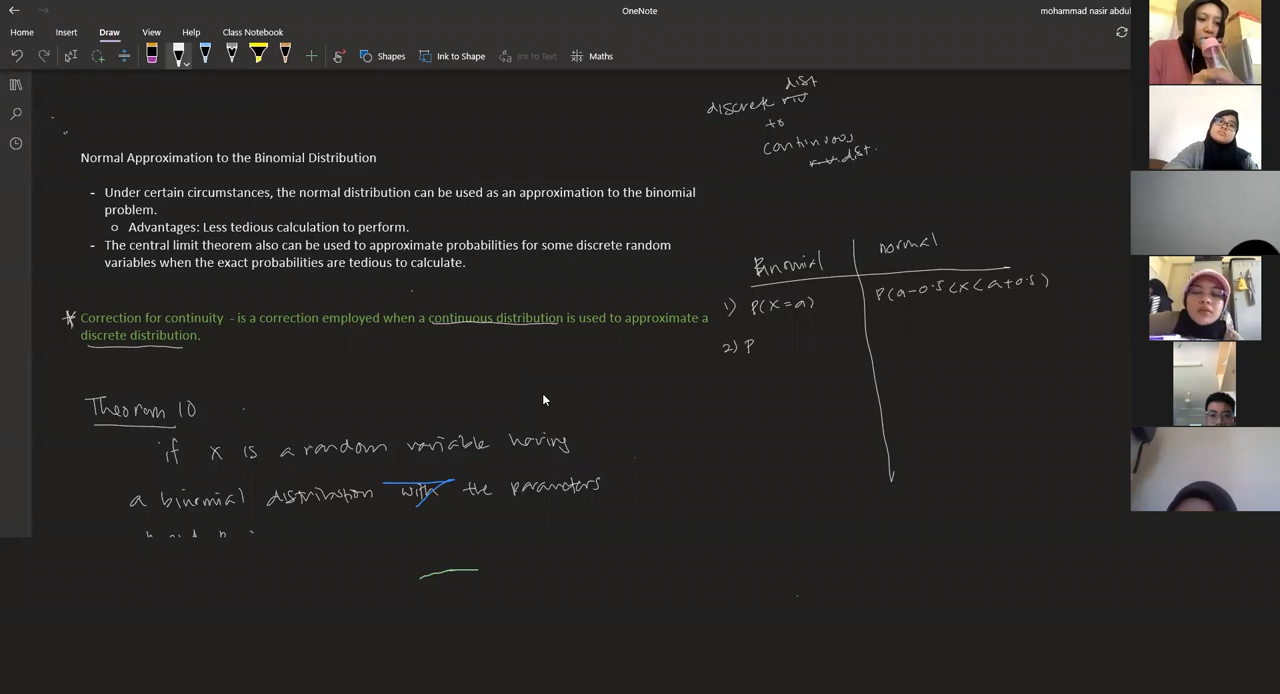 OneNote
mohammad nasir abdul
Home Insert Draw View Help Class Notebook
Shapes Ink to Shape Ink to Text Maths
discrete dist
to
continuous
dist.
Normal Approximation to the Binomial Distribution
- Under certain circumstances, the normal distribution can be used as an approximation to the binomial
problem.
o Advantages: Less tedious calculation to perform.
- The central limit theorem also can be used to approximate probabilities for some discrete random
variables when the exact probabilities are tedious to calculate.
* Correction for continuity - is a correction employed when a continuous distribution is used to approximate a
discrete distribution.
Binomial normal
1) P(X=a) P(a-0.5<X<a+0.5)
2) P
Theoram 10
if x is a random variable having
a binomial distribution with the parameters